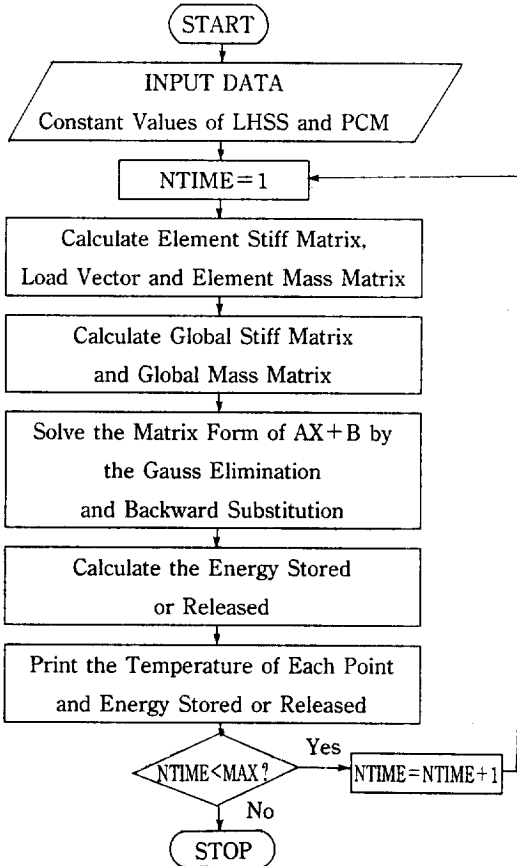 START
INPUT DATA
Constant Values of LHSS and PCM
NTIME=1
Calculate Element Stiff Matrix,
Load Vector and Element Mass Matrix
Calculate Global Stiff Matrix
and Global Mass Matrix
Solve the Matrix Form of AX+B by
the Gauss Elimination
and Backward Substitution
Calculate the Energy Stored
or Released
Print the Temperature of Each Point
and Energy Stored or Released
NTIME<MAX?
Yes
NTIME=NTIME+1
No
STOP